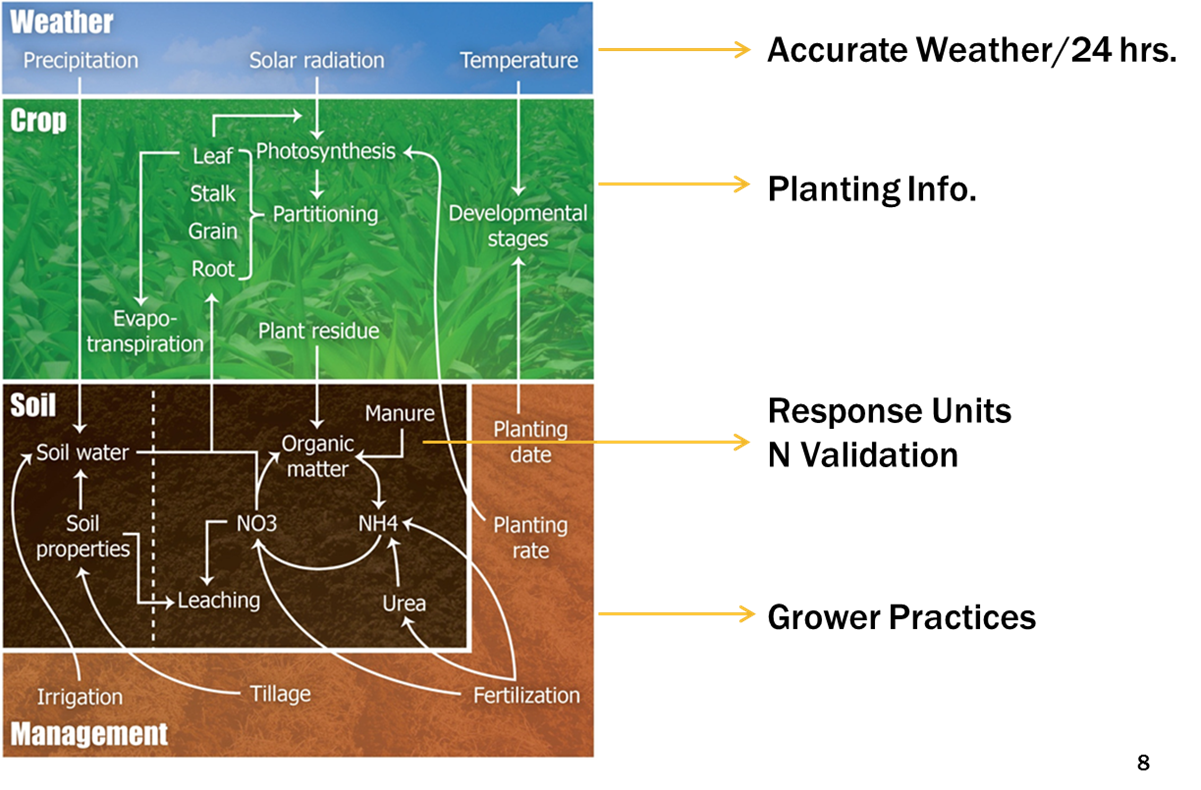 Weather
Precipitation
Solar radiation
Temperature
Accurate Weather/24 hrs.
Crop
Leaf
Photosynthesis
Stalk
Partitioning
Grain
Root
Developmental
stages
Planting Info.
Evapo-
transpiration
Plant residue
Soil
Manure
Soil water
Organic
matter
Planting
date
Response Units
N Validation
Soil
properties
NO3
NH4
Planting
rate
Leaching
Urea
Grower Practices
Irrigation
Tillage
Fertilization
Management
8